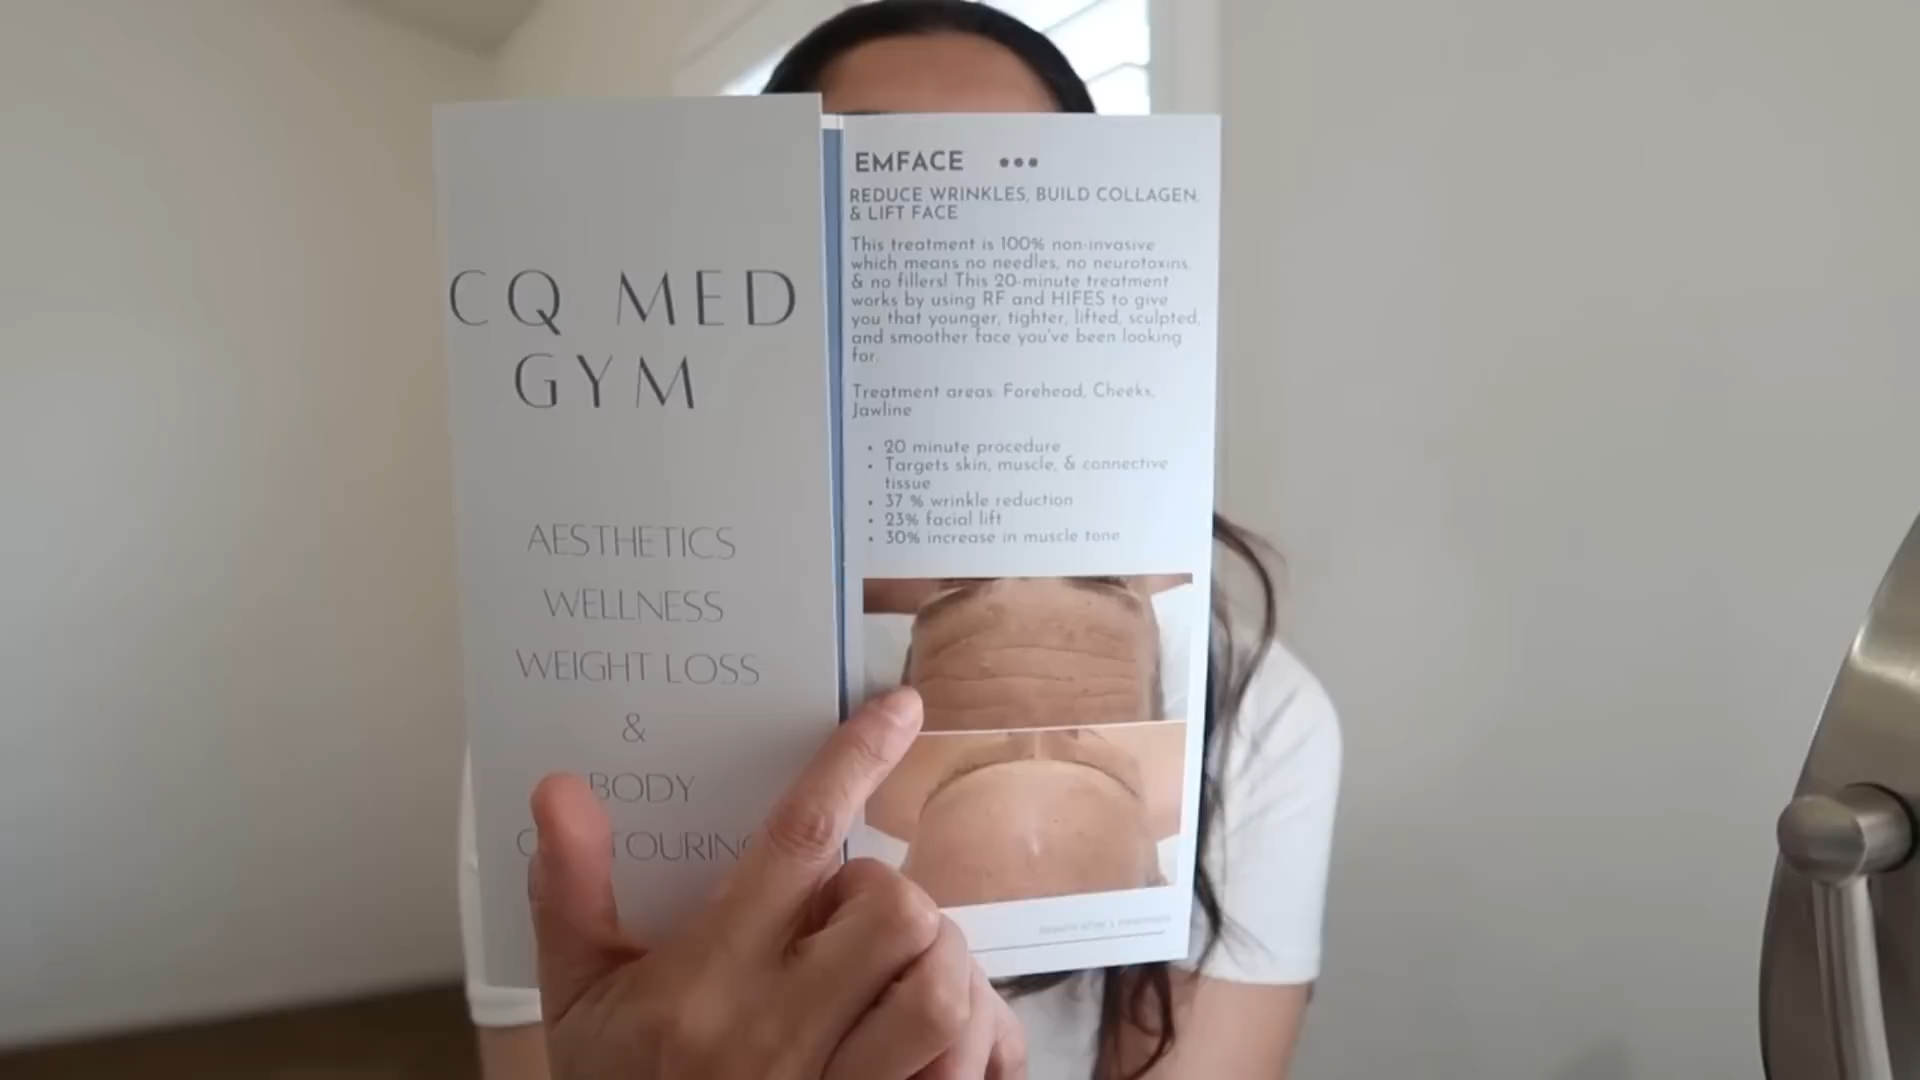 CQ MED
GYM
AESTHETICS
WELLNESS
WEIGHT LOSS
&
BODY
EMFACE •••
REDUCE WRINKLES, BUILD COLLAGEN,
& LIFT FACE
This treatment is 100% non-invasive
which means no needles, no neurotoxins,
& no fillers! This 20-minute treatment
works by using RF and HIFES to give
you that younger, tighter, lifted, sculpted,
and smoother face you've been looking
for.
Treatment areas: Forehead, Cheeks,
Jawline
• 20 minute procedure
• Targets skin, muscle, & connective
tissue
• 37 % wrinkle reduction
• 23% facial lift
• 30% increase in muscle tone